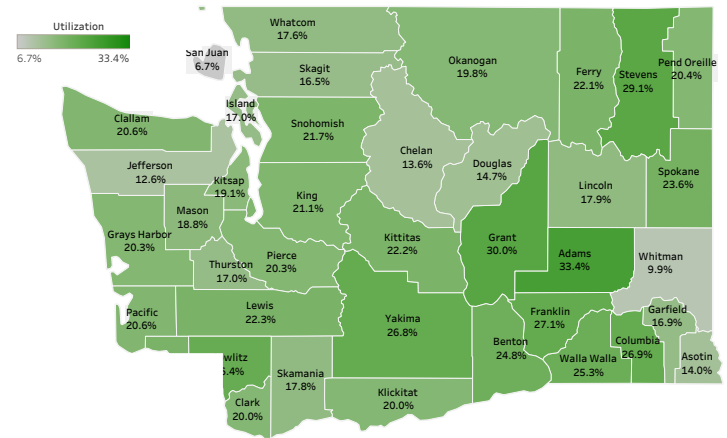 Utilization
6.7% 33.4%
Whatcom
17.6%
San Juan
6.7%
Skagit
16.5%
Okanogan
19.8%
Ferry
22.1%
Stevens
29.1%
Pend Oreille
20.4%
Island
17.0%
Clallam
20.6%
Snohomish
21.7%
Chelan
13.6%
Douglas
14.7%
Jefferson
12.6%
Kitsap
19.1%
Lincoln
17.9%
Spokane
23.6%
King
21.1%
Mason
18.8%
Grays Harbor
20.3%
Kittitas
22.2%
Grant
30.0%
Adams
33.4%
Whitman
9.9%
Thurston
17.0%
Pierce
20.3%
Pacific
20.6%
Lewis
22.3%
Yakima
26.8%
Franklin
27.1%
Garfield
16.9%
Benton
24.8%
Columbia
26.9%
Walla Walla
25.3%
Asotin
14.0%
wlitz
.4%
Skamania
17.8%
Clark
20.0%
Klickitat
20.0%